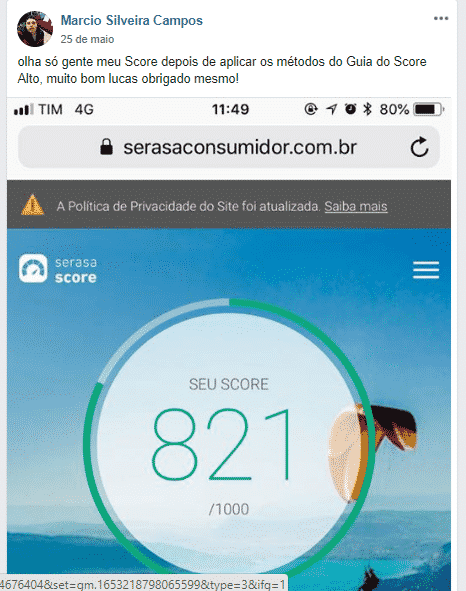 Marcio Silveira Campos
25 de maio
olha só gente meu Score depois de aplicar os métodos do Guia do Score
Alto, muito bom lucas obrigado mesmo!
TIM 4G 11:49 80%
serasaconsumidor.com.br
A Política de Privacidade do Site foi atualizada. Saiba mais
serasa
score
SEU SCORE
821
/1000
4676404&set=gm.1653218798065599&type=3&ifg=1